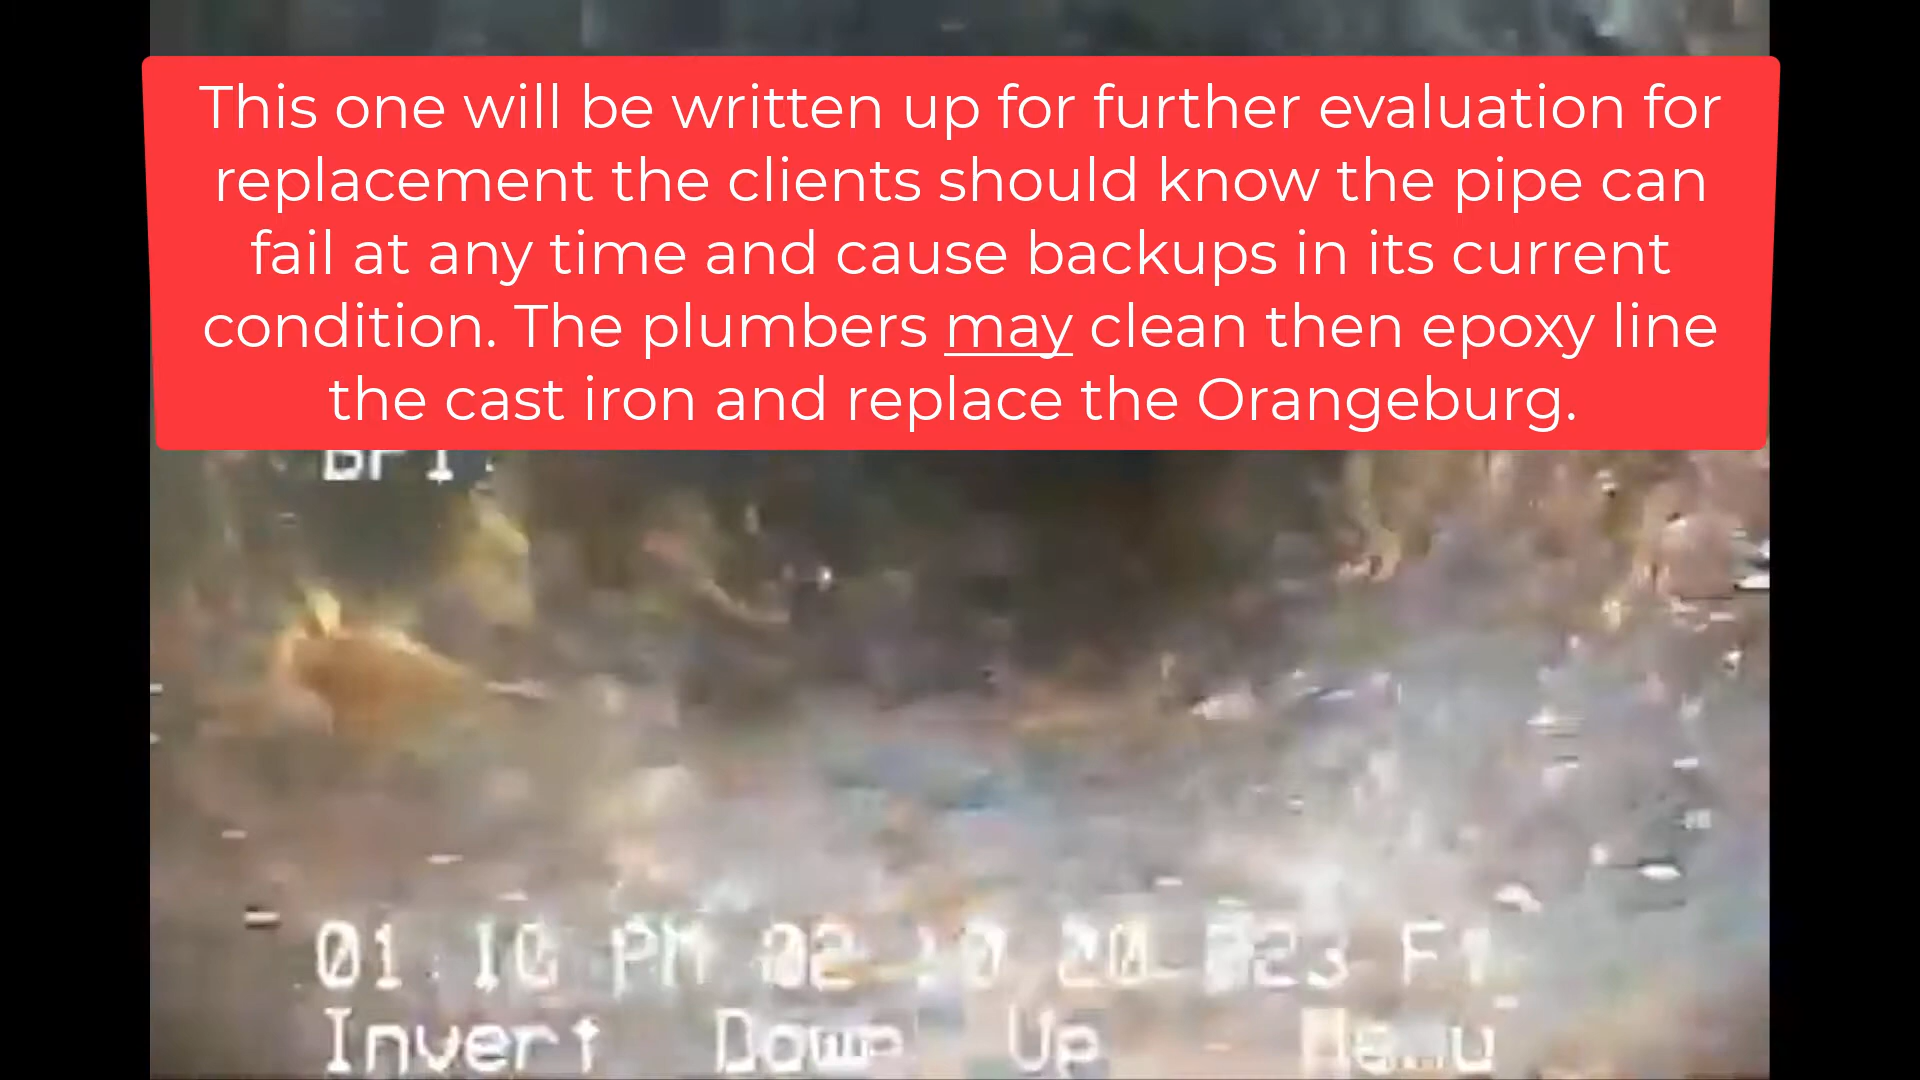 This one will be written up for further evaluation for
replacement the clients should know the pipe can
fail at any time and cause backups in its current
condition. The plumbers may clean then epoxy line
the cast iron and replace the Orangeburg.
01:10 PM 02
Invert Down Up Menu